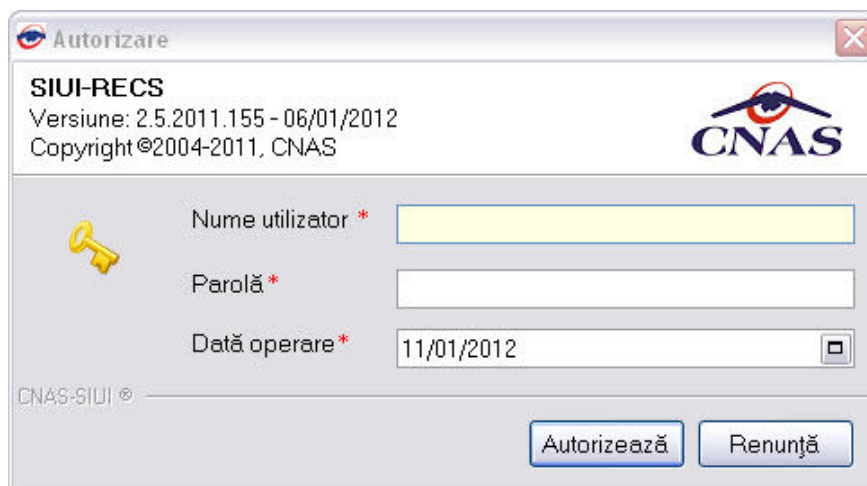 Autorizare
SIUI-RECS
Versiune: 2.5.2011.155 - 06/01/2012
Copyright ©2004-2011, CNAS
CNAS
Nume utilizator *
Parolă *
Dată operare *
11/01/2012
CNAS-SIUI ®
Autorizează
Renunţă